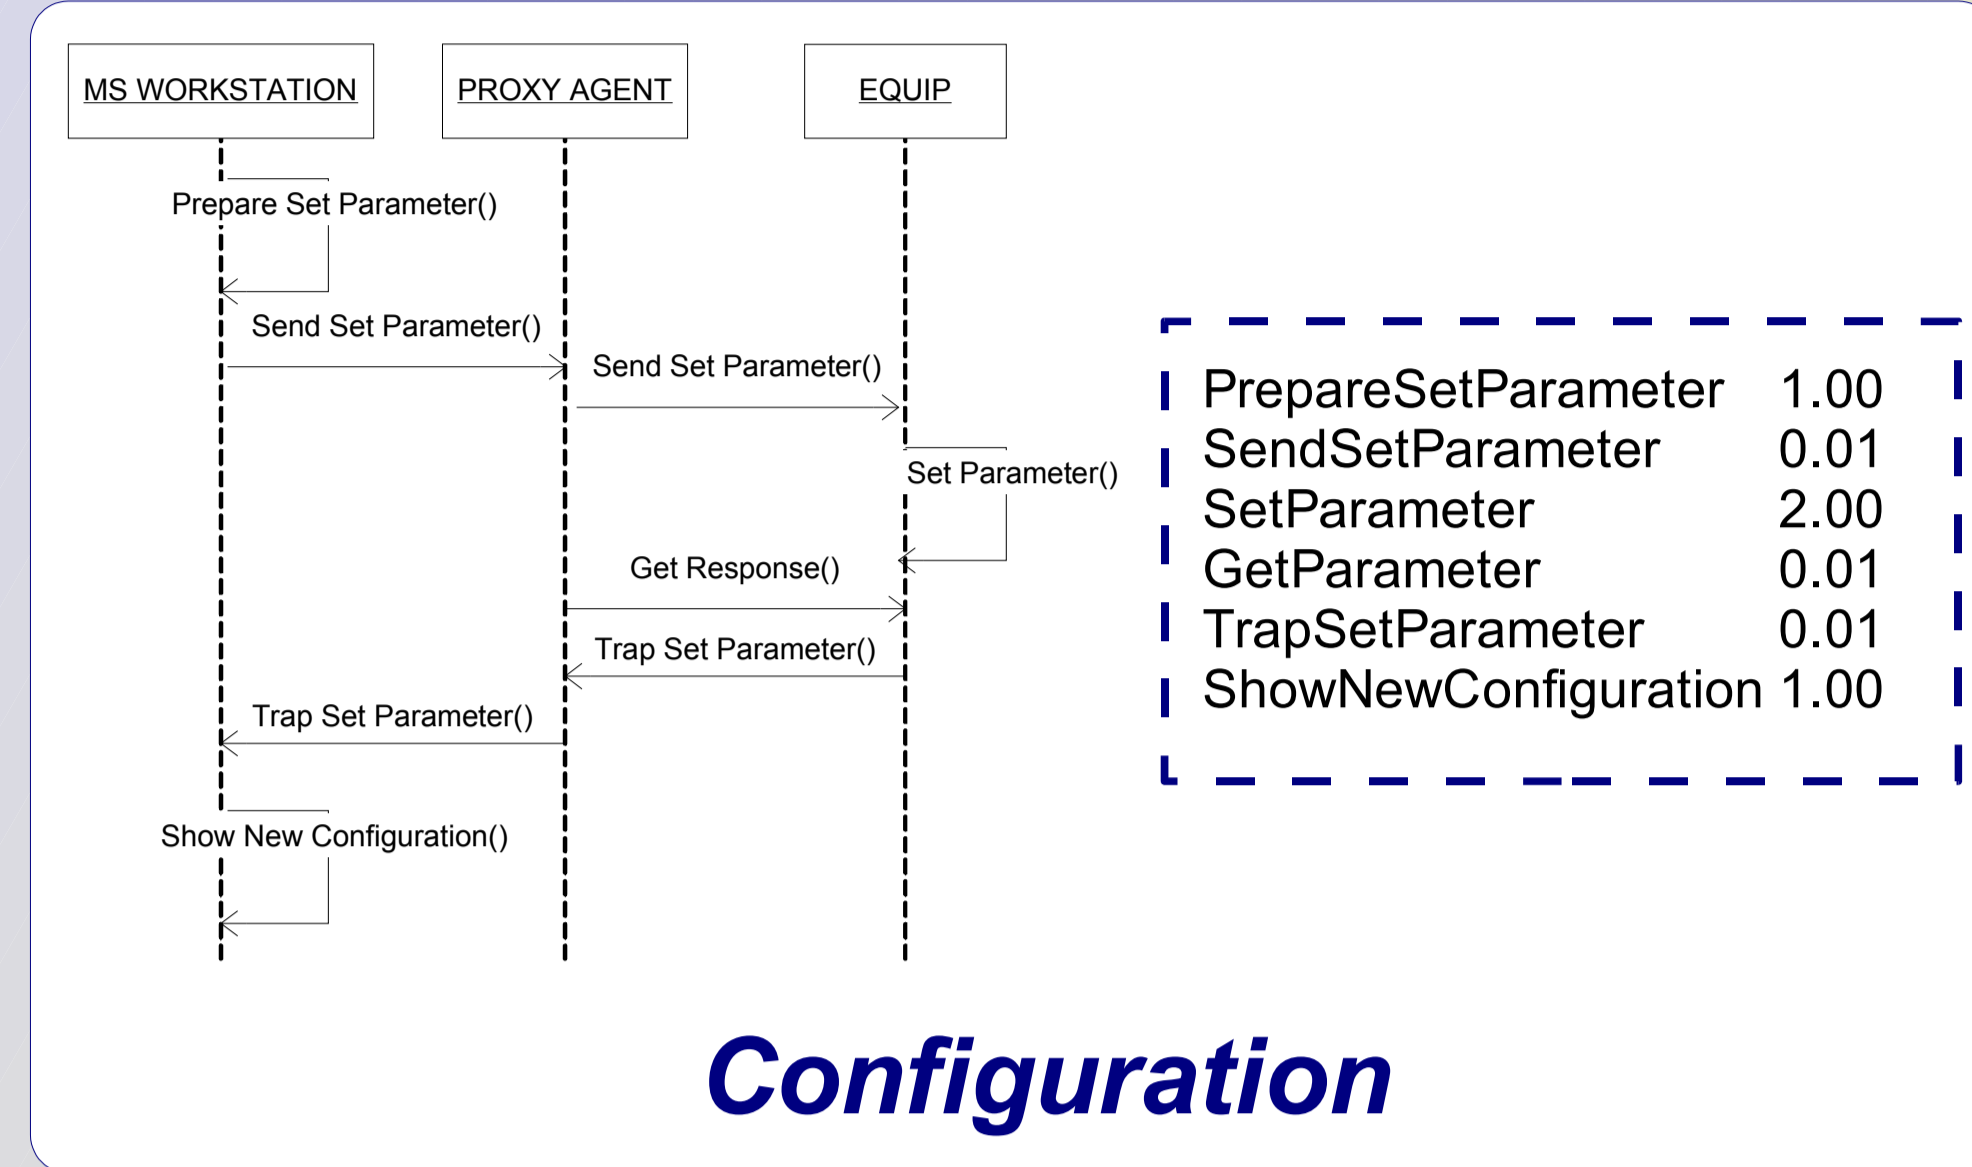 MS WORKSTATION
PROXY AGENT
EQUIP
Prepare Set Parameter()
Send Set Parameter()
Send Set Parameter()
Set Parameter()
Get Response()
Trap Set Parameter()
Trap Set Parameter()
Show New Configuration()
PrepareSetParameter 1.00
SendSetParameter 0.01
SetParameter 2.00
GetParameter 0.01
TrapSetParameter 0.01
ShowNewConfiguration 1.00
Configuration